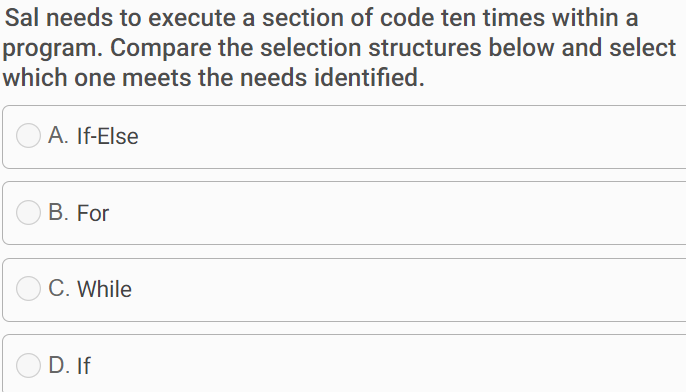 Sal needs to execute a section of code ten times within a
program. Compare the selection structures below and select
which one meets the needs identified.
A. If-Else
B. For
C. While
D. If